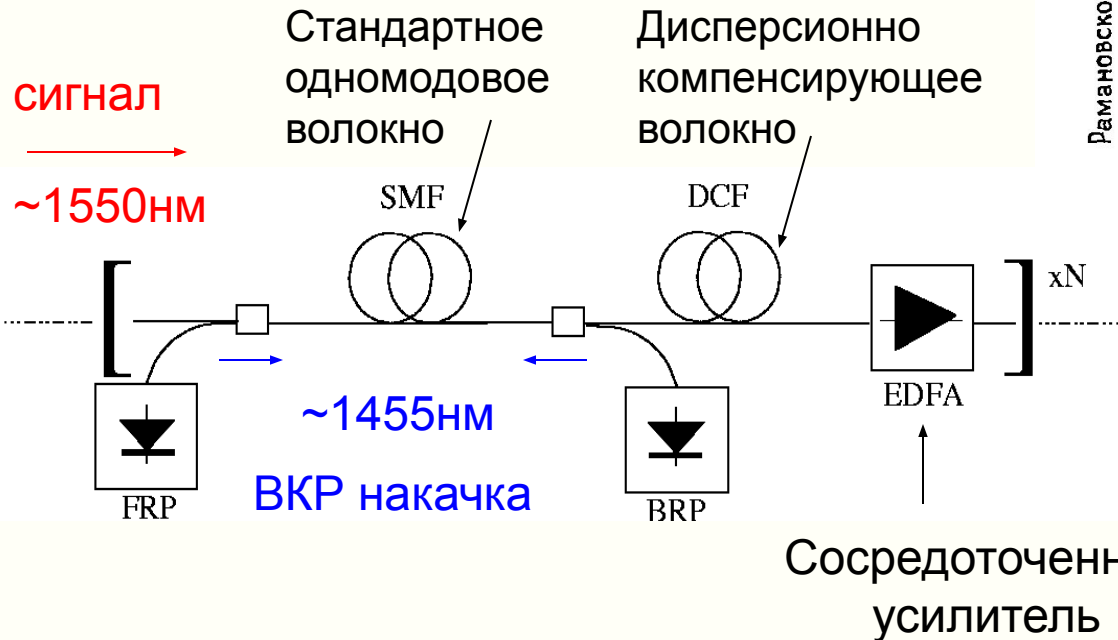 Стандартное
одномодовое
волокно
Дисперсионно
компенсирующее
волокно
сигнал
~1550нм
SMF
DCF
xN
EDFA
~1455нм
ВКР накачка
FRP
BRP
усилитель